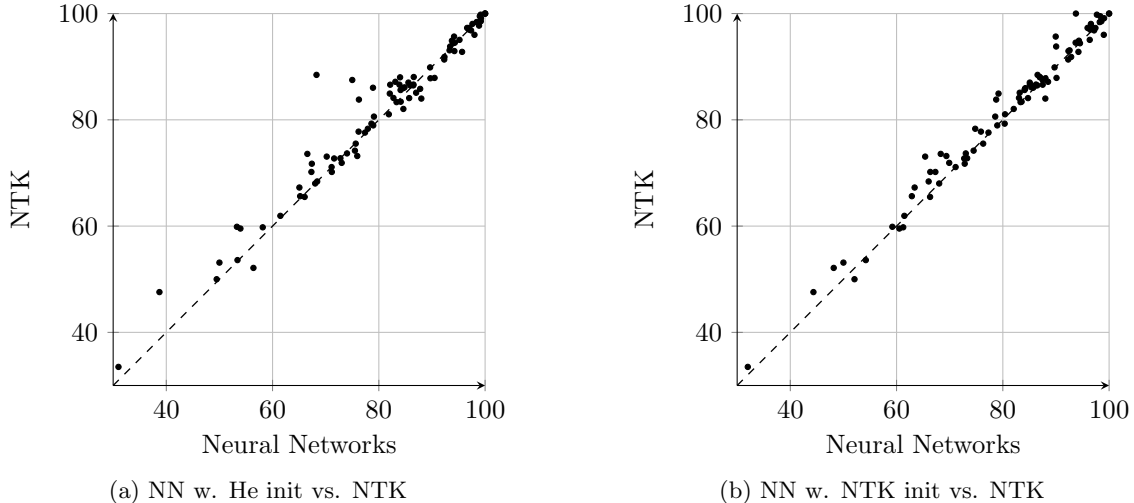 100
80
60
40
NTK
40 60 80 100
Neural Networks
(a) NN w. He init vs. NTK
100
80
60
40
NTK
40 60 80 100
Neural Networks
(b) NN w. NTK init vs. NTK